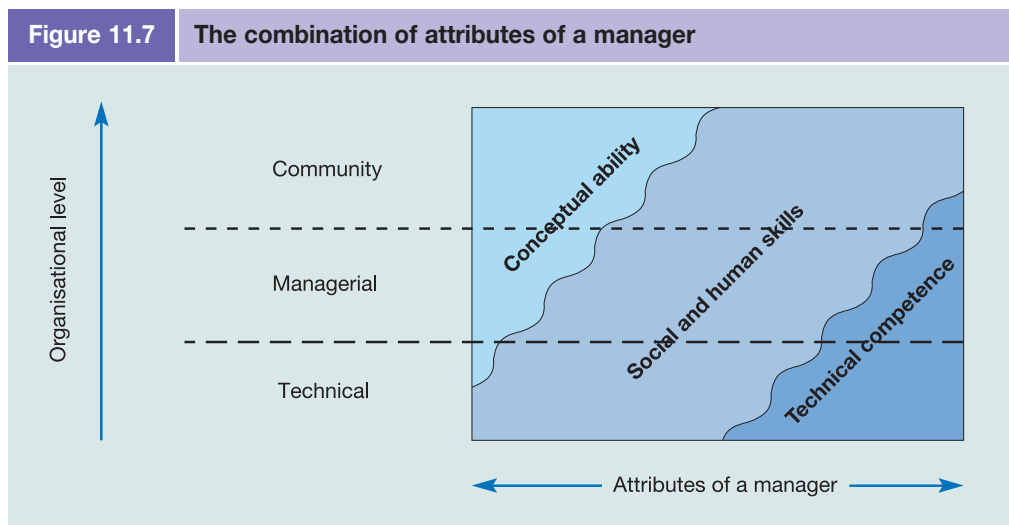 Figure 11.7 The combination of attributes of a manager
Organisational level
Community
Managerial
Technical
Conceptual ability
Social and human skills
Technical competence
Attributes of a manager